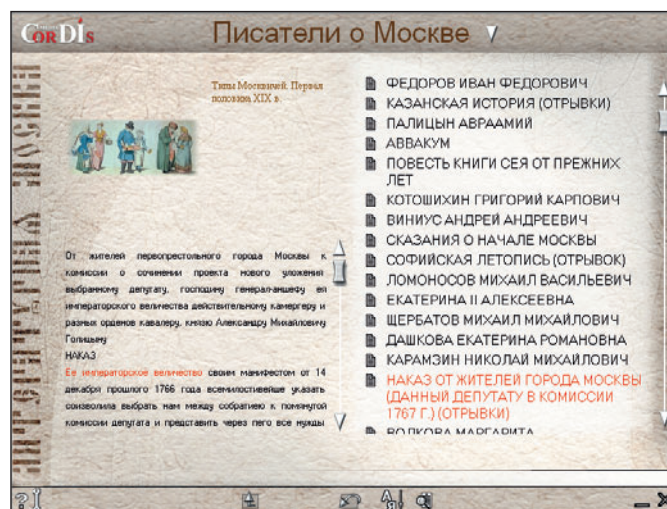 CORDIS
Писатели о Москве
Типы Москвичей. Первая
половина XIX в.
От жителей первопрестольного города Москвы к
комиссии о сочинении проекта нового уложения
выбранному депутату, господину генерал-аншефу ея
императорского величества действительному камергеру и
разных орденов кавалеру, князю Александру Михайловичу
Голицыну
НАКАЗ
Ее императорское величество своим манифестом от 14
декабря прошлого 1766 года всемилостивейше указать
соизволила выбрать нам между собратиею к помянутой
комиссии депутата и представить через него все нужды
ФЕДОРОВ ИВАН ФЕДОРОВИЧ
КАЗАНСКАЯ ИСТОРИЯ (ОТРЫВКИ)
ПАЛИЦЫН АВРААМИЙ
АВВАКУМ
ПОВЕСТЬ КНИГИ СЕЯ ОТ ПРЕЖНИХ
ЛЕТ
КОТОШИХИН ГРИГОРИЙ КАРПОВИЧ
ВИНИУС АНДРЕЙ АНДРЕЕВИЧ
СКАЗАНИЯ О НАЧАЛЕ МОСКВЫ
СОФИЙСКАЯ ЛЕТОПИСЬ (ОТРЫВОК)
ЛОМОНОСОВ МИХАИЛ ВАСИЛЬЕВИЧ
ЕКАТЕРИНА II АЛЕКСЕЕВНА
ЩЕРБАТОВ МИХАИЛ МИХАЙЛОВИЧ
ДАШКОВА ЕКАТЕРИНА РОМАНОВНА
КАРАМЗИН НИКОЛАЙ МИХАЙЛОВИЧ
НАКАЗ ОТ ЖИТЕЛЕЙ ГОРОДА МОСКВЫ
(ДАННЫЙ ДЕПУТАТУ В КОМИССИИ
1767 Г.) (ОТРЫВКИ)
ВОЛКОВА МАРГАРИТА